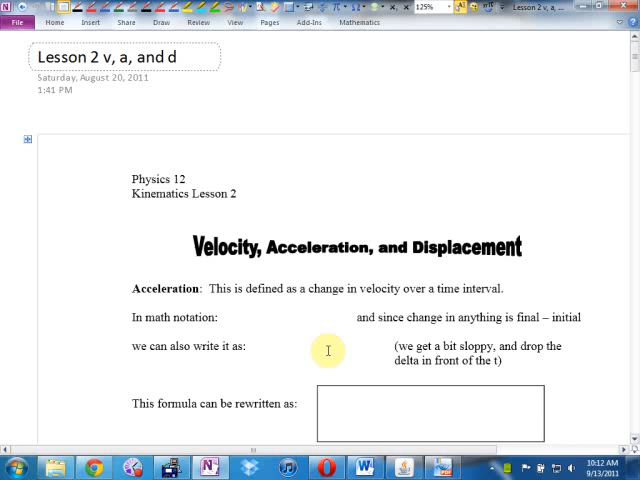 Lesson 2 v, a, ...
File Home Insert Share Draw Review View Pages Add-Ins Mathematics
125%
Lesson 2 v, a, and d
Saturday, August 20, 2011
1:41 PM
Physics 12
Kinematics Lesson 2
Velocity, Acceleration, and Displacement
Acceleration: This is defined as a change in velocity over a time interval.
In math notation: and since change in anything is final – initial
we can also write it as: (we get a bit sloppy, and drop the
delta in front of the t)
This formula can be rewritten as:
10:12 AM
9/13/2011